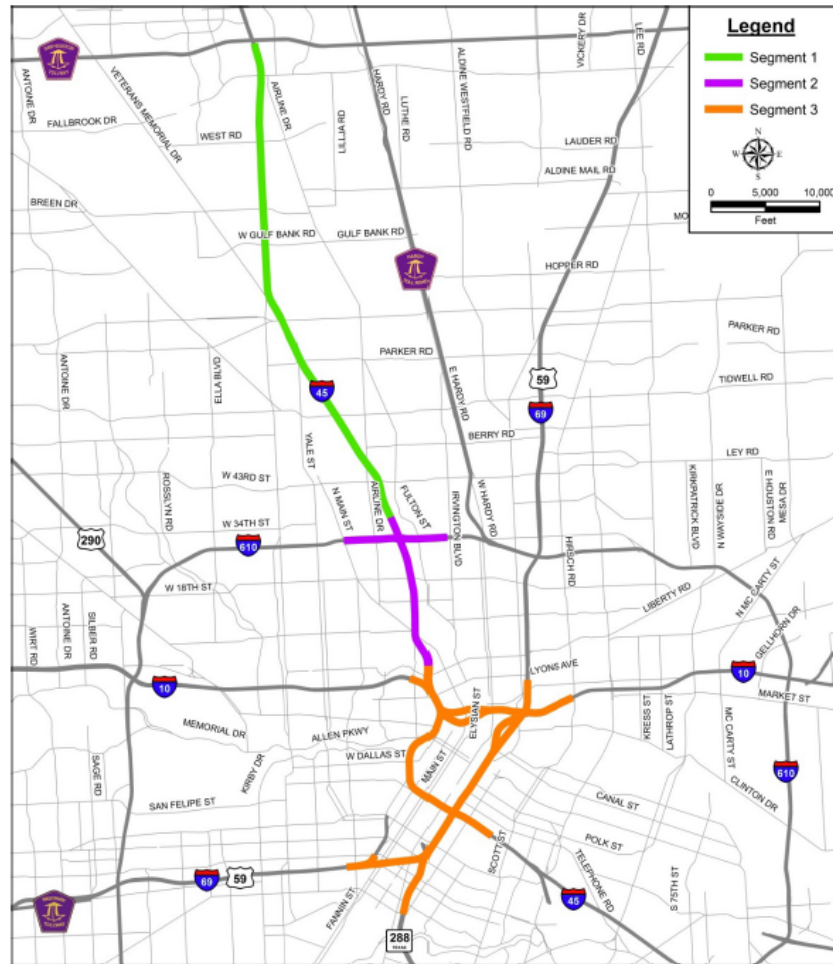 Legend
Segment 1
Segment 2
Segment 3
N
W E
S
0 5,000 10,000
Feet
ANTOINE DR
FALLBROOK DR
VETERANS MEMORIAL DR
WEST RD
AIRLINE DR
LILLJA RD
HARDY RD
LUTHE RD
ALDINE WESTFIELD RD
VICKERY DR
LEE RD
LAUDER RD
ALDINE MAIL RD
BREEN DR
W GULF BANK RD
GULF BANK RD
MO
HARDY
HOPPER RD
PARKER RD
PARKER RD
ANTOINE DR
ELLA BLVD
45
E HARDY RD
59
69
TIDWELL RD
BERRY RD
LEY RD
YALE ST
W 43RD ST
ROSSLYN RD
N MAIN ST
AIRLINE DR
FULTON ST
IRVINGTON BLVD
W HARDY RD
KIRKPATRICK BLVD
N WAYSIDE DR
E HOUSTON RD
MESA DR
290
W 34TH ST
610
HIRSCH RD
W 18TH ST
LIBERTY RD
N MC CARTY ST
GELLHORN DR
WIRT RD
ANTOINE DR
SILBER RD
LYONS AVE
10
10
MARKET ST
MEMORIAL DR
ALLEN PKWY
ELYSIAN ST
KRESS ST
LATHROP ST
MC CARTY ST
W DALLAS ST
MAIN ST
SAGE RD
KIRBY DR
610
CLINTON DR
SAN FELIPE ST
CANAL ST
POLK ST
SCOTT ST
TELEPHONE RD
S 75TH ST
69
59
FANNIN ST
45
288
TEXAS